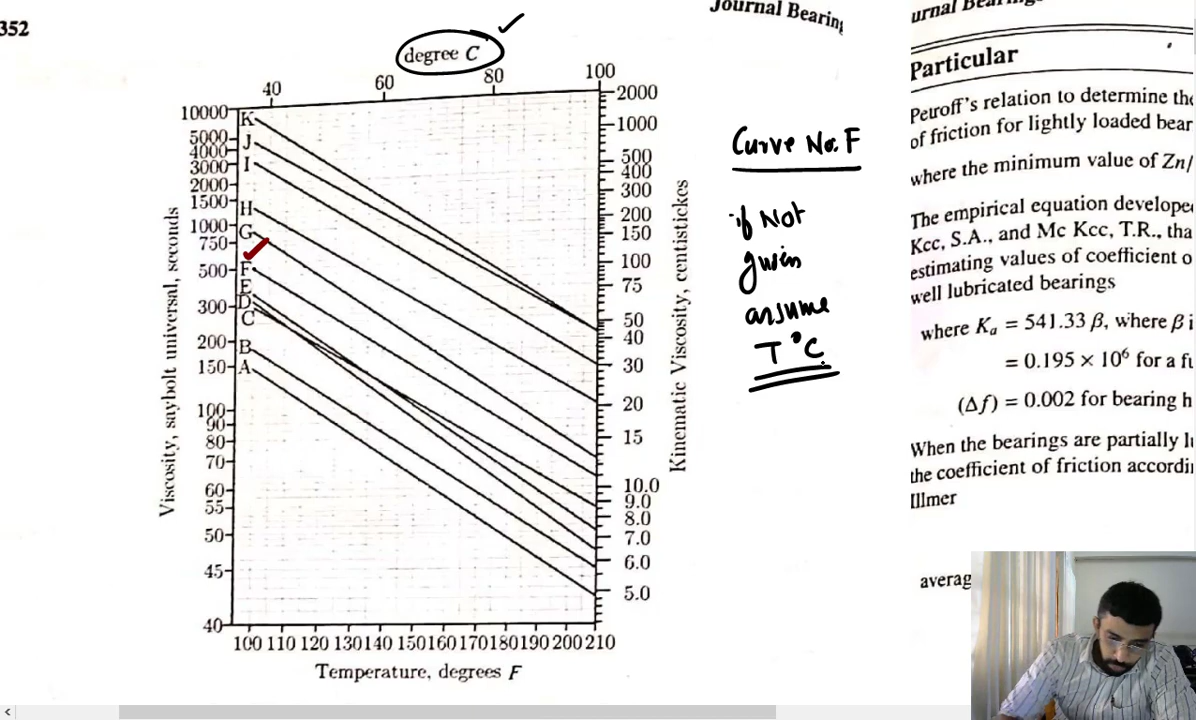 352
Journal Bearing
degree C
40 60 80 100
10000
5000
4000
3000
2000
1500
1000
750
500
300
200
150
100
90
80
70
60
55
50
45
40
Viscosity, saybolt universal, seconds
K
J
I
H
G
F
E
D
C
B
A
2000
1000
500
400
300
200
150
100
75
50
40
30
20
15
10.0
9.0
8.0
7.0
6.0
5.0
Kinematic Viscosity, centistickes
100 110 120 130 140 150 160 170 180 190 200 210
Temperature, degrees F
Curve No. F
if Not
given
assume
T°C
urnal
Particular
Petroff's relation to determine the
of friction for lightly loaded bear
where the minimum value of Zn/
The empirical equation develope
Kcc, S.A., and Mc Kcc, T.R., tha
estimating values of coefficient o
well lubricated bearings
where Ka = 541.33 β, where β i
= 0.195 × 10⁶ for a fu
(Δf) = 0.002 for bearing h
When the bearings are partially l
the coefficient of friction accordi
Illmer
averag